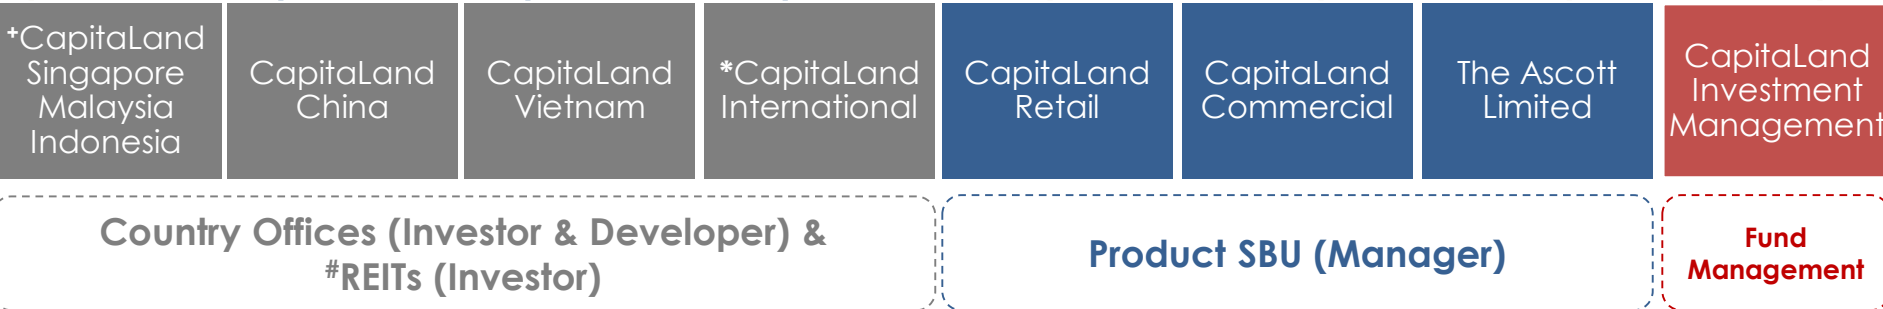 +CapitaLand
Singapore
Malaysia
Indonesia
CapitaLand
China
CapitaLand
Vietnam
*CapitaLand
International
CapitaLand
Retail
CapitaLand
Commercial
The Ascott
Limited
CapitaLand
Investment
Management
Country Offices (Investor & Developer) &
#REITs (Investor)
Product SBU (Manager)
Fund
Management